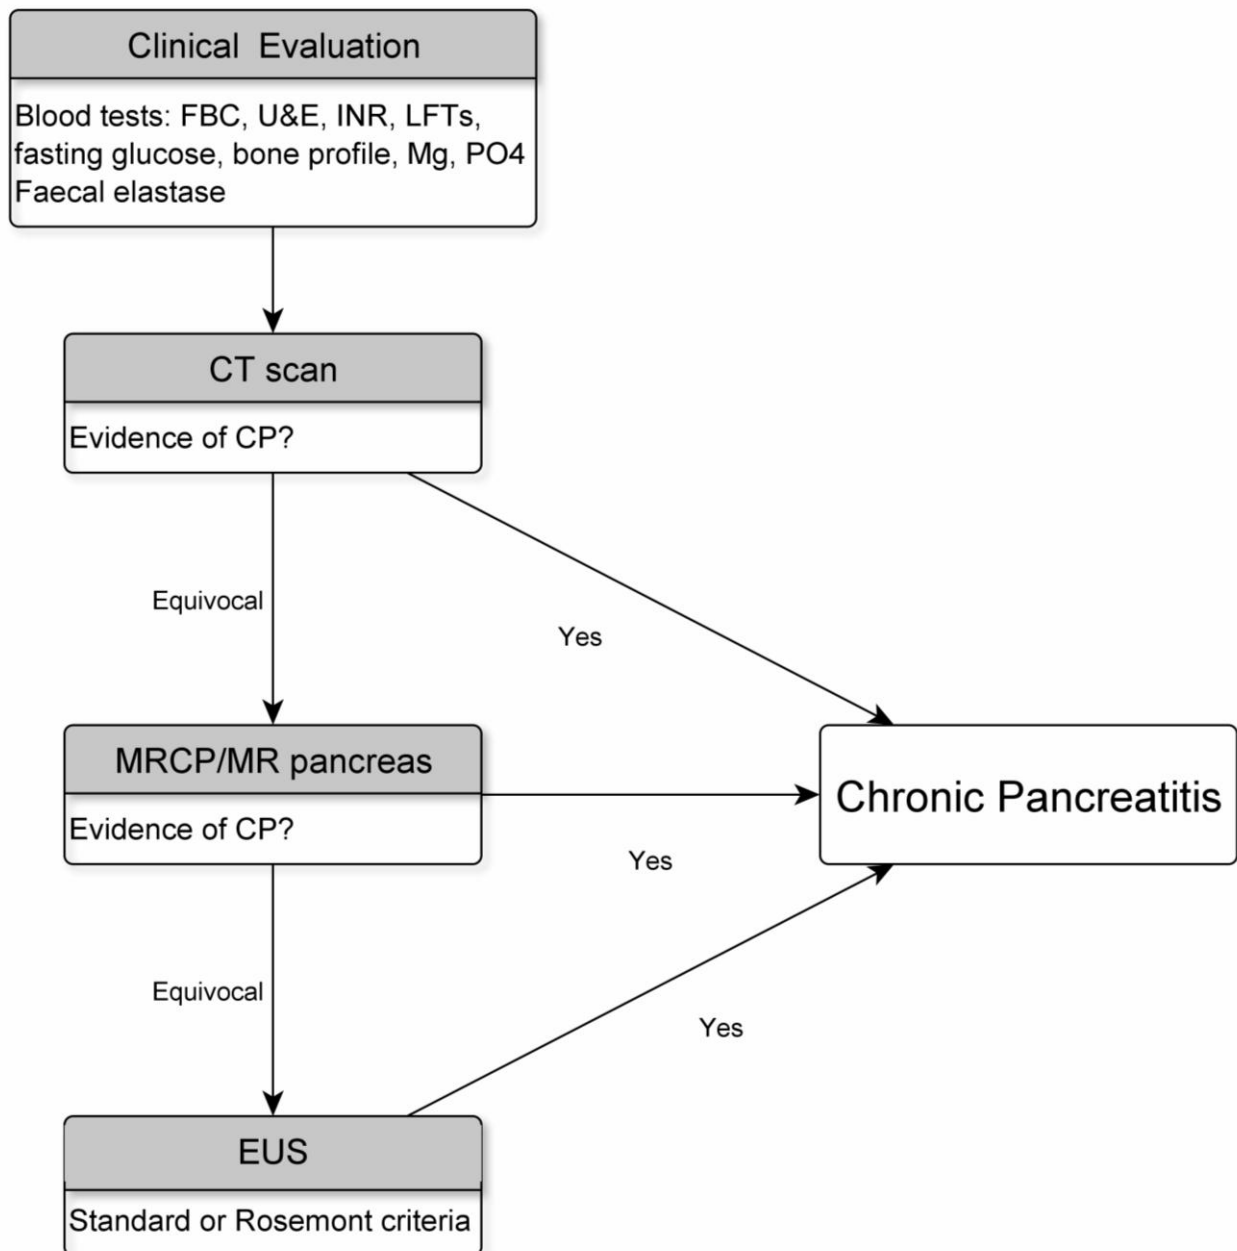 Clinical Evaluation
Blood tests: FBC, U&E, INR, LFTs,
fasting glucose, bone profile, Mg, PO4
Faecal elastase
CT scan
Evidence of CP?
Equivocal
Yes
MRCP/MR pancreas
Evidence of CP?
Chronic Pancreatitis
Yes
Equivocal
Yes
EUS
Standard or Rosemont criteria